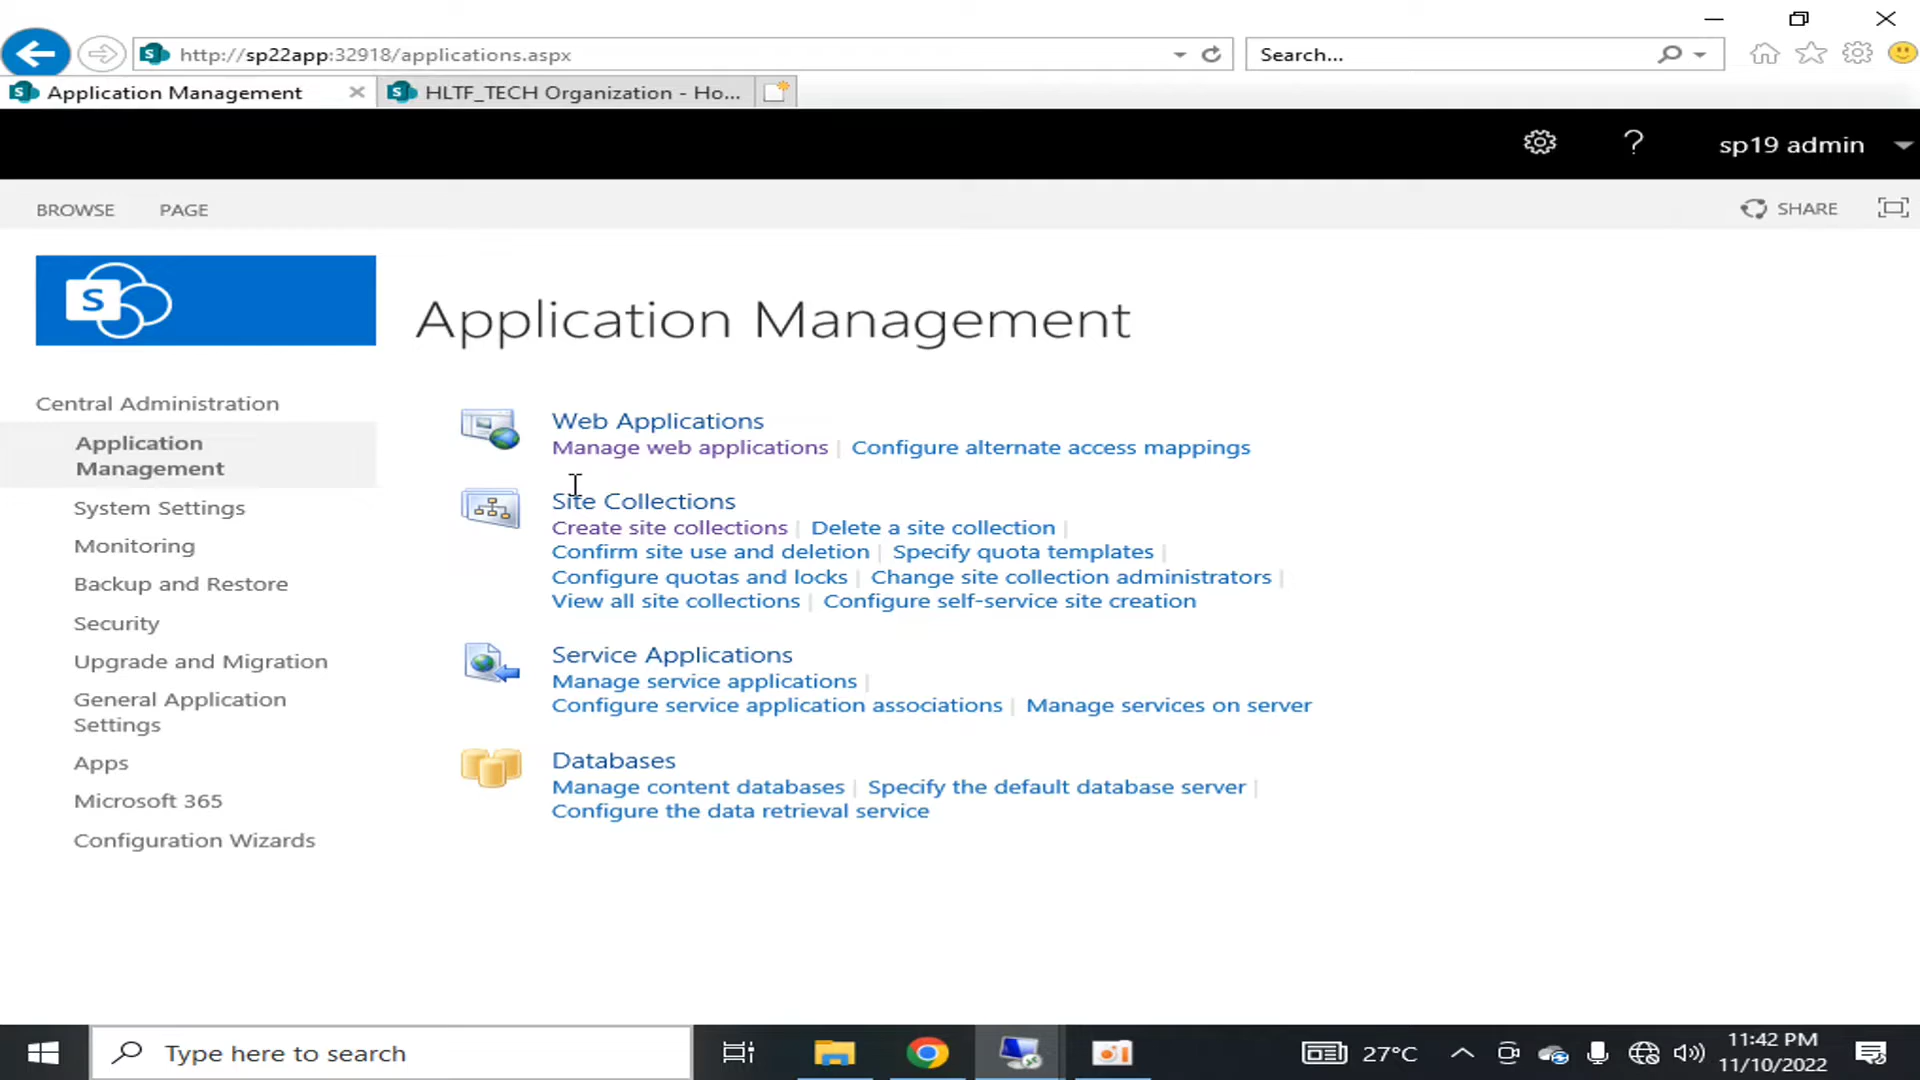 http://sp22app:32918/applications.aspx
Search...
Application Management
HLTF_TECH Organization - Ho...
? sp19 admin
BROWSE PAGE
SHARE
S
Application Management
Central Administration
Application
Management
System Settings
Monitoring
Backup and Restore
Security
Upgrade and Migration
General Application
Settings
Apps
Microsoft 365
Configuration Wizards
Web Applications
Manage web applications | Configure alternate access mappings
Site Collections
Create site collections | Delete a site collection |
Confirm site use and deletion | Specify quota templates |
Configure quotas and locks | Change site collection administrators |
View all site collections | Configure self-service site creation
Service Applications
Manage service applications |
Configure service application associations | Manage services on server
Databases
Manage content databases | Specify the default database server |
Configure the data retrieval service
Type here to search
27°C
11:42 PM
11/10/2022